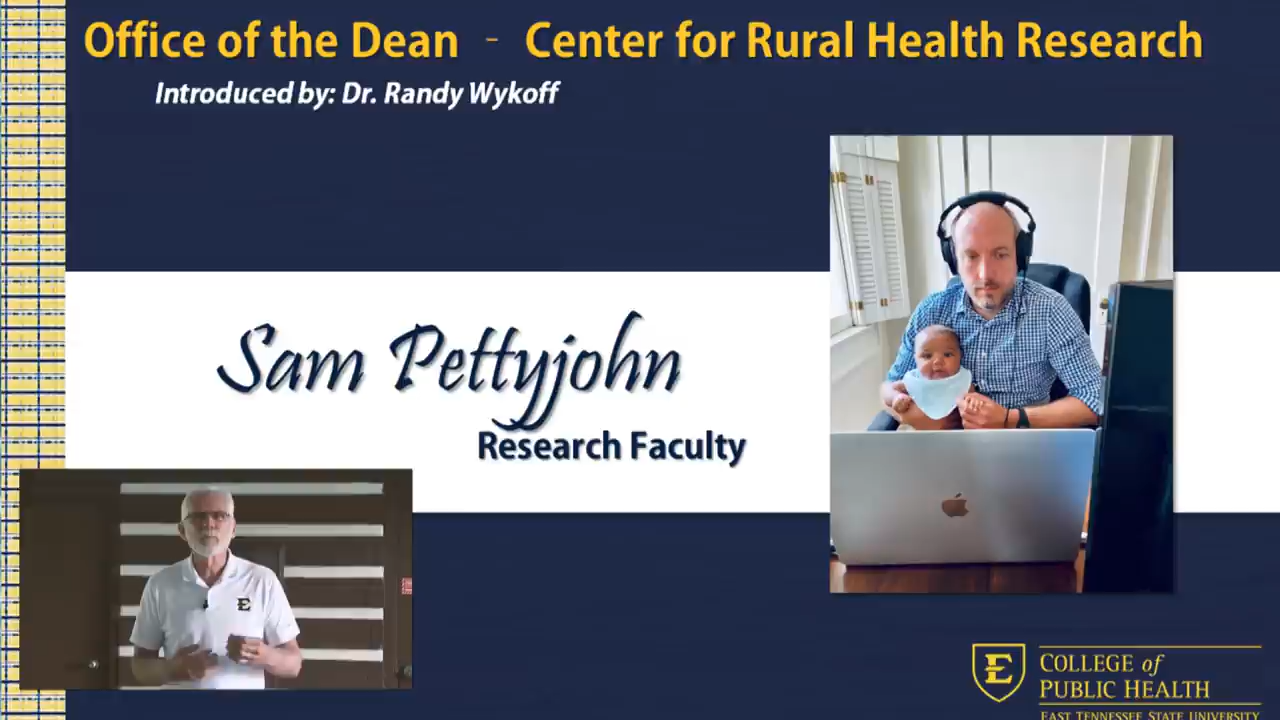 Office of the Dean - Center for Rural Health Research
Introduced by: Dr. Randy Wykoff
Sam Pettyjohn
Research Faculty
E
E
COLLEGE of
PUBLIC HEALTH
EAST TENNESSEE STATE UNIVERSITY